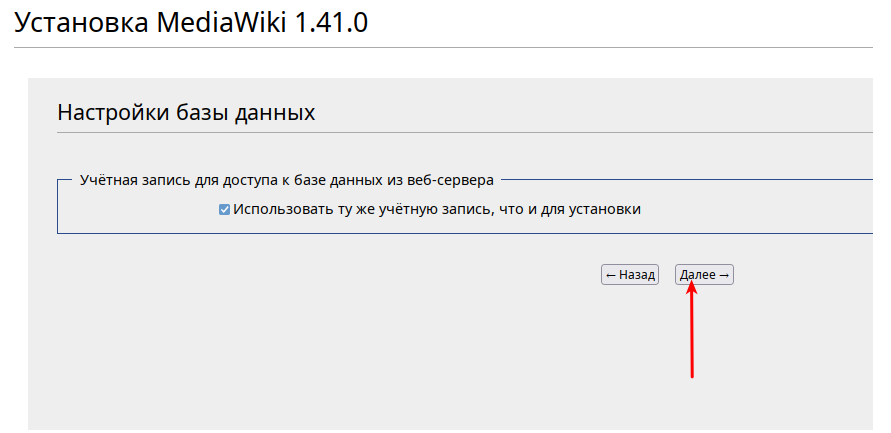 Установка MediaWiki 1.41.0
Настройки базы данных
Учётная запись для доступа к базе данных из веб-сервера
Использовать ту же учётную запись, что и для установки
← Назад Далее →